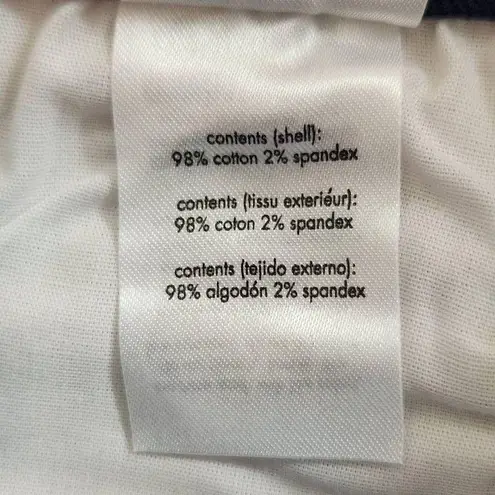 contents (shell):
98% cotton 2% spandex
contents (tissu exteriéur):
98% coton 2% spandex
contents (tejido externo):
98% algodón 2% spandex